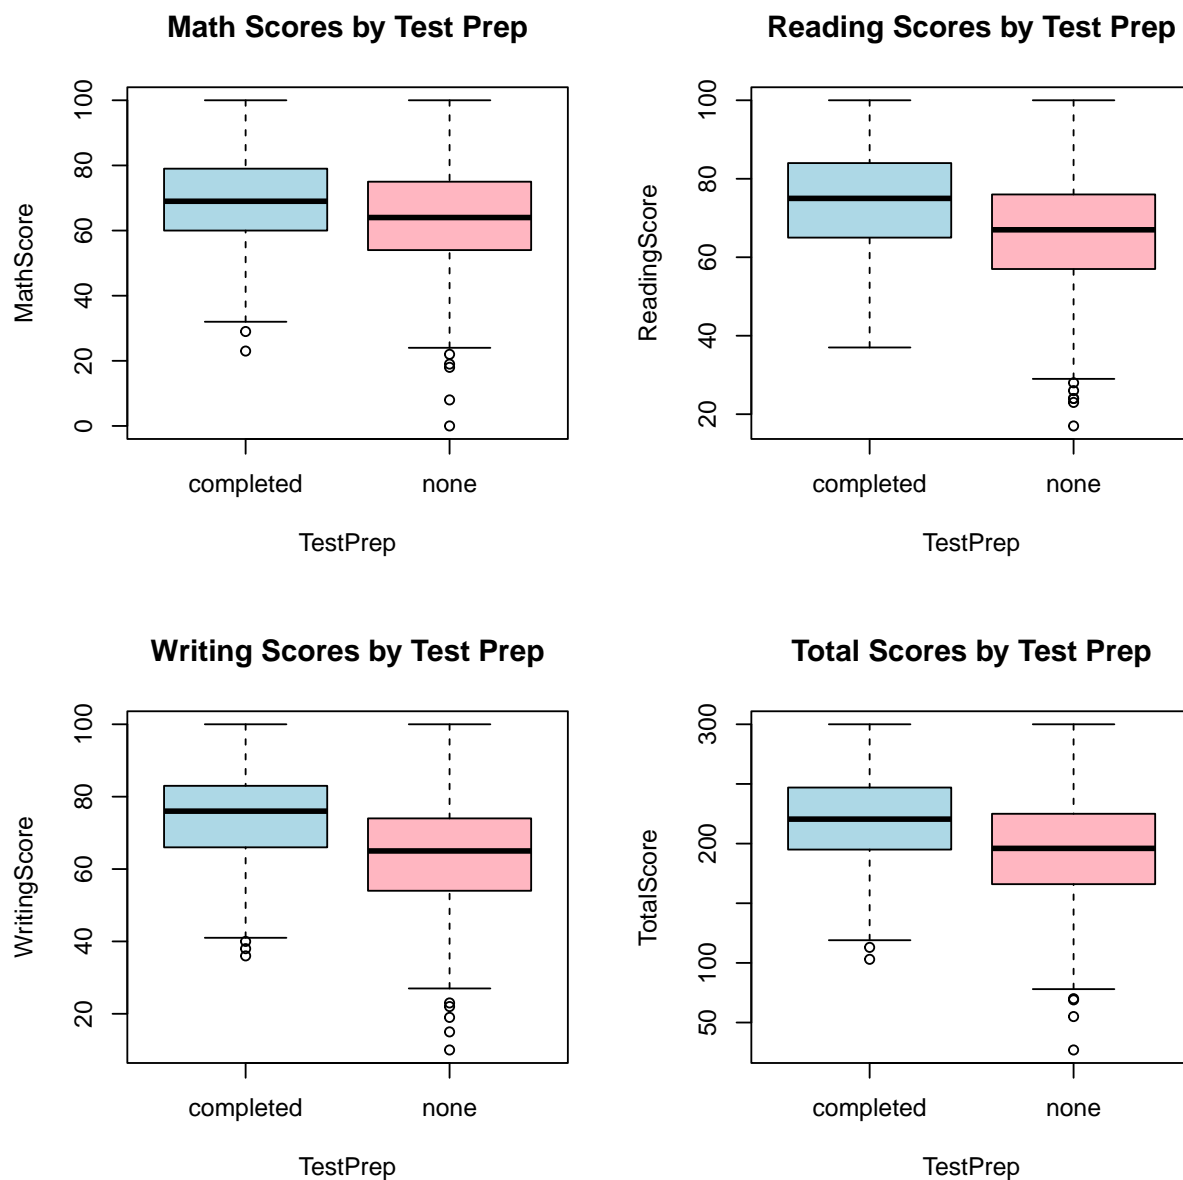 Math Scores by Test Prep
MathScore
100
80
60
40
20
0
completed none
TestPrep
Reading Scores by Test Prep
ReadingScore
100
80
60
40
20
completed none
TestPrep
Writing Scores by Test Prep
WritingScore
100
80
60
40
20
completed none
TestPrep
Total Scores by Test Prep
TotalScore
300
200
100
50
completed none
TestPrep